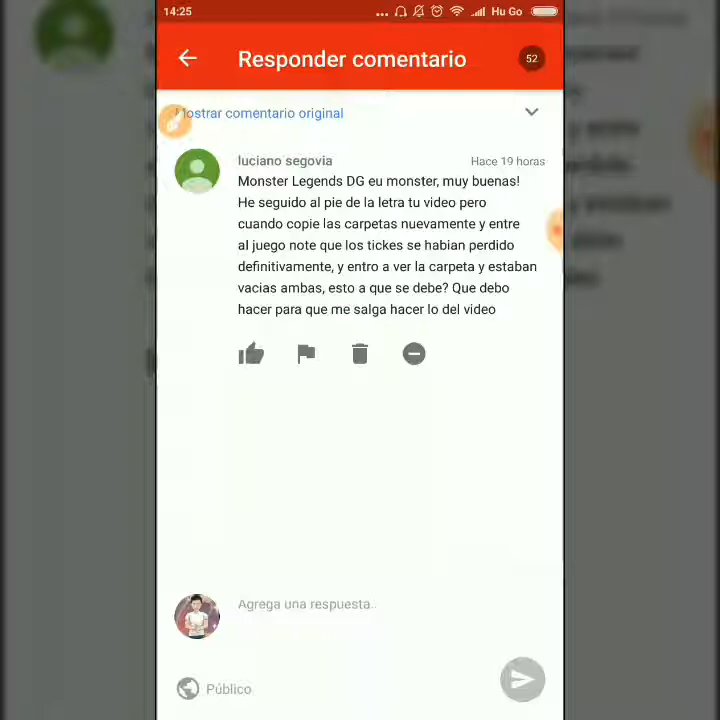 14:25
... Hu Go
Responder comentario
52
Mostrar comentario original
luciano segovia
Hace 19 horas
Monster Legends DG eu monster, muy buenas!
He seguido al pie de la letra tu video pero
cuando copie las carpetas nuevamente y entre
al juego note que los tickes se habian perdido
definitivamente, y entro a ver la carpeta y estaban
vacias ambas, esto a que se debe? Que debo
hacer para que me salga hacer lo del video
Agrega una respuesta..
Público